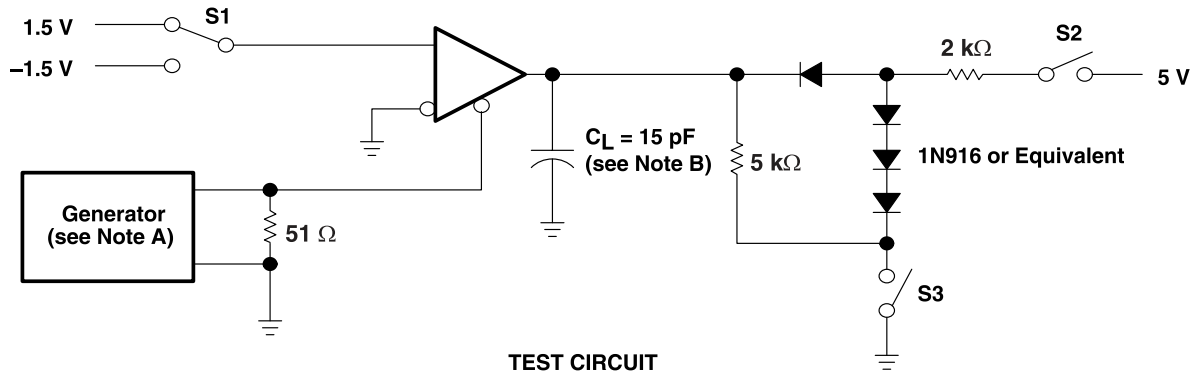 S1
1.5 V
–1.5 V
2 kΩ
S2
5 V
CL = 15 pF
(see Note B)
5 kΩ
1N916 or Equivalent
Generator
(see Note A)
51 Ω
S3
TEST CIRCUIT